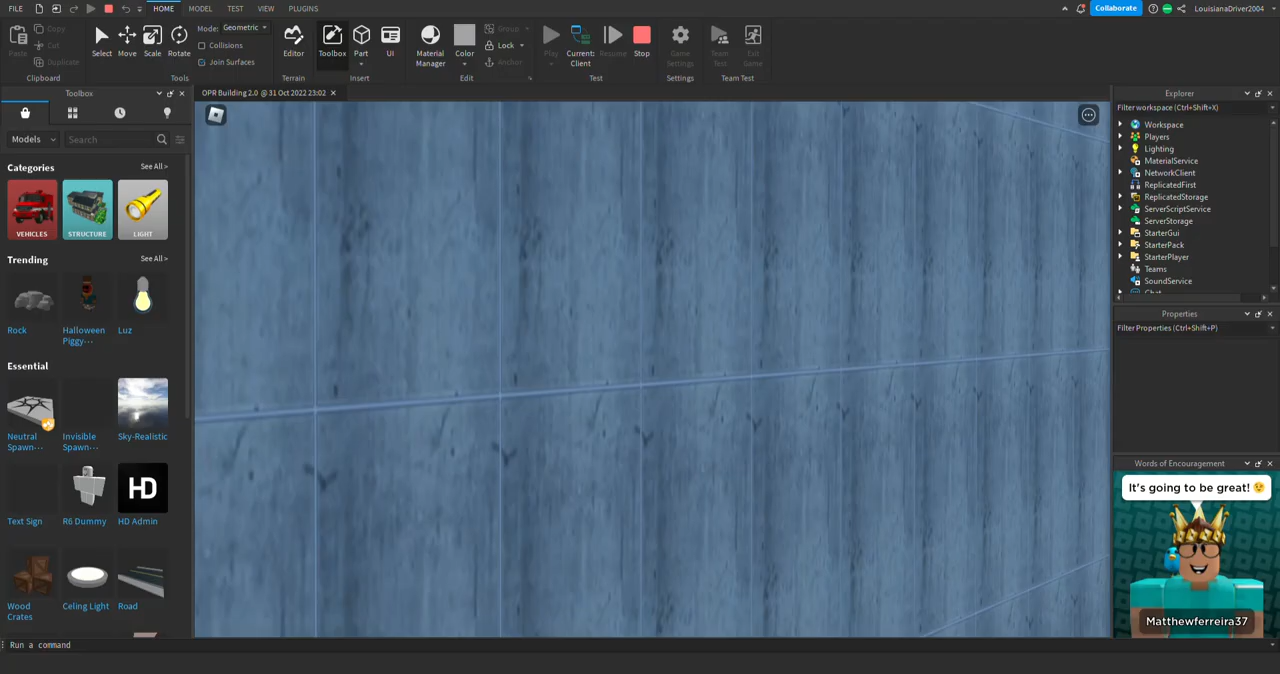 FILE
HOME
MODEL
TEST
VIEW
PLUGINS
Collaborate
LouisianaDriver2004
Paste
Copy
Cut
Duplicate
Clipboard
Select
Move
Scale
Rotate
Mode: Geometric
Collisions
Join Surfaces
Tools
Editor
Terrain
Toolbox
Part
UI
Insert
Material
Manager
Color
Group
Lock
Anchor
Edit
Play
Current:
Client
Resume
Stop
Test
Game
Settings
Settings
Team
Test
Exit
Game
Team Test
Toolbox
OPR Building 2.0 @ 31 Oct 2022 23:02
Models
Search
Categories
See All >
VEHICLES
STRUCTURE
LIGHT
Trending
See All >
Rock
Halloween
Piggy...
Luz
Essential
Neutral
Spawn...
Invisible
Spawn...
Sky-Realistic
Text Sign
R6 Dummy
HD
HD Admin
Wood
Crates
Celing Light
Road
Run a command
Explorer
Filter workspace (Ctrl+Shift+X)
Workspace
Players
Lighting
MaterialService
NetworkClient
ReplicatedFirst
ReplicatedStorage
ServerScriptService
ServerStorage
StarterGui
StarterPack
StarterPlayer
Teams
SoundService
Chat
Properties
Filter Properties (Ctrl+Shift+P)
Words of Encouragement
It's going to be great! 😉
Matthewferreira37